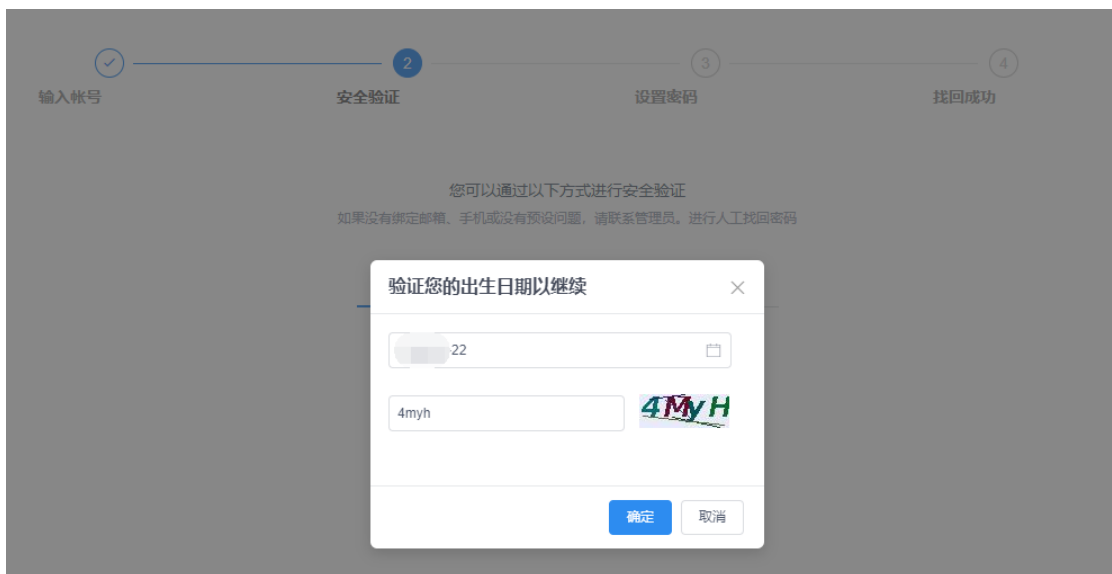 2
3
4
输入帐号
安全验证
设置密码
找回成功
您可以通过以下方式进行安全验证
如果没有绑定邮箱、手机或没有预设问题，请联系管理员。进行人工找回密码
验证您的出生日期以继续
22
4myh
4MyH
确定
取消